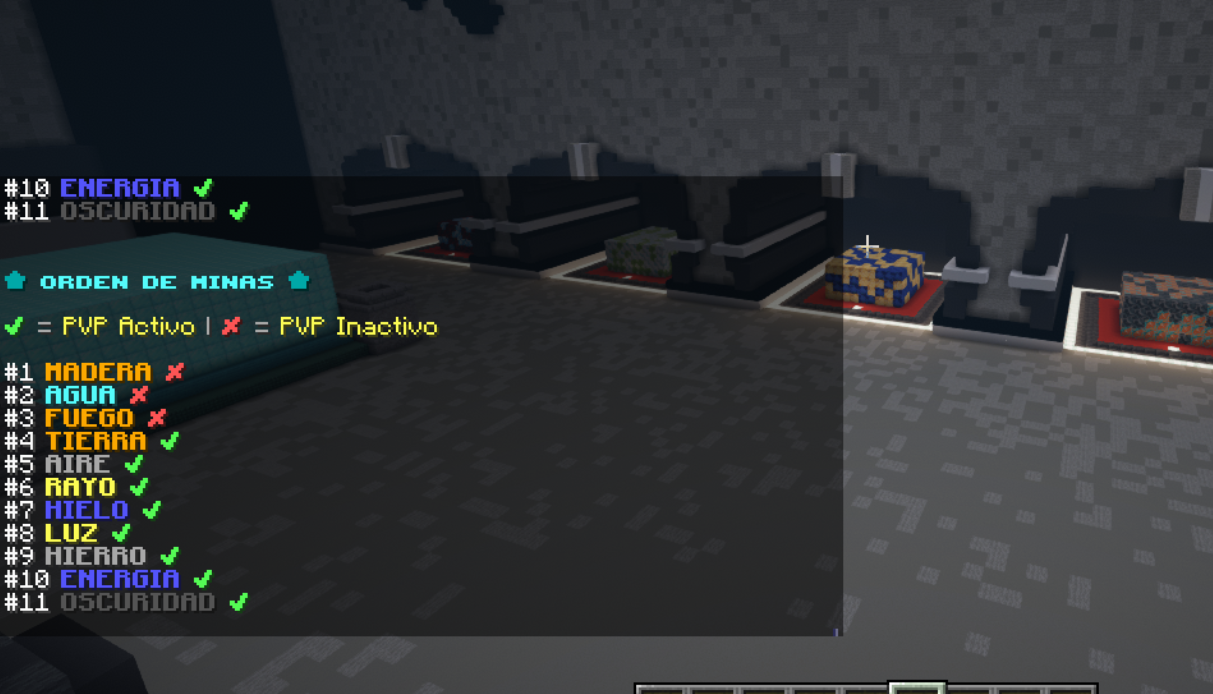 #10 ENERGIA ✔
#11 OSCURIDAD ✔
ORDEN DE MINAS
✔ = PVP Activo | ✘ = PVP Inactivo
#1 MADERA ✘
#2 AGUA ✘
#3 FUEGO ✘
#4 TIERRA ✔
#5 AIRE ✔
#6 RAYO ✔
#7 HIELO ✔
#8 LUZ ✔
#9 HIERRO ✔
#10 ENERGIA ✔
#11 OSCURIDAD ✔